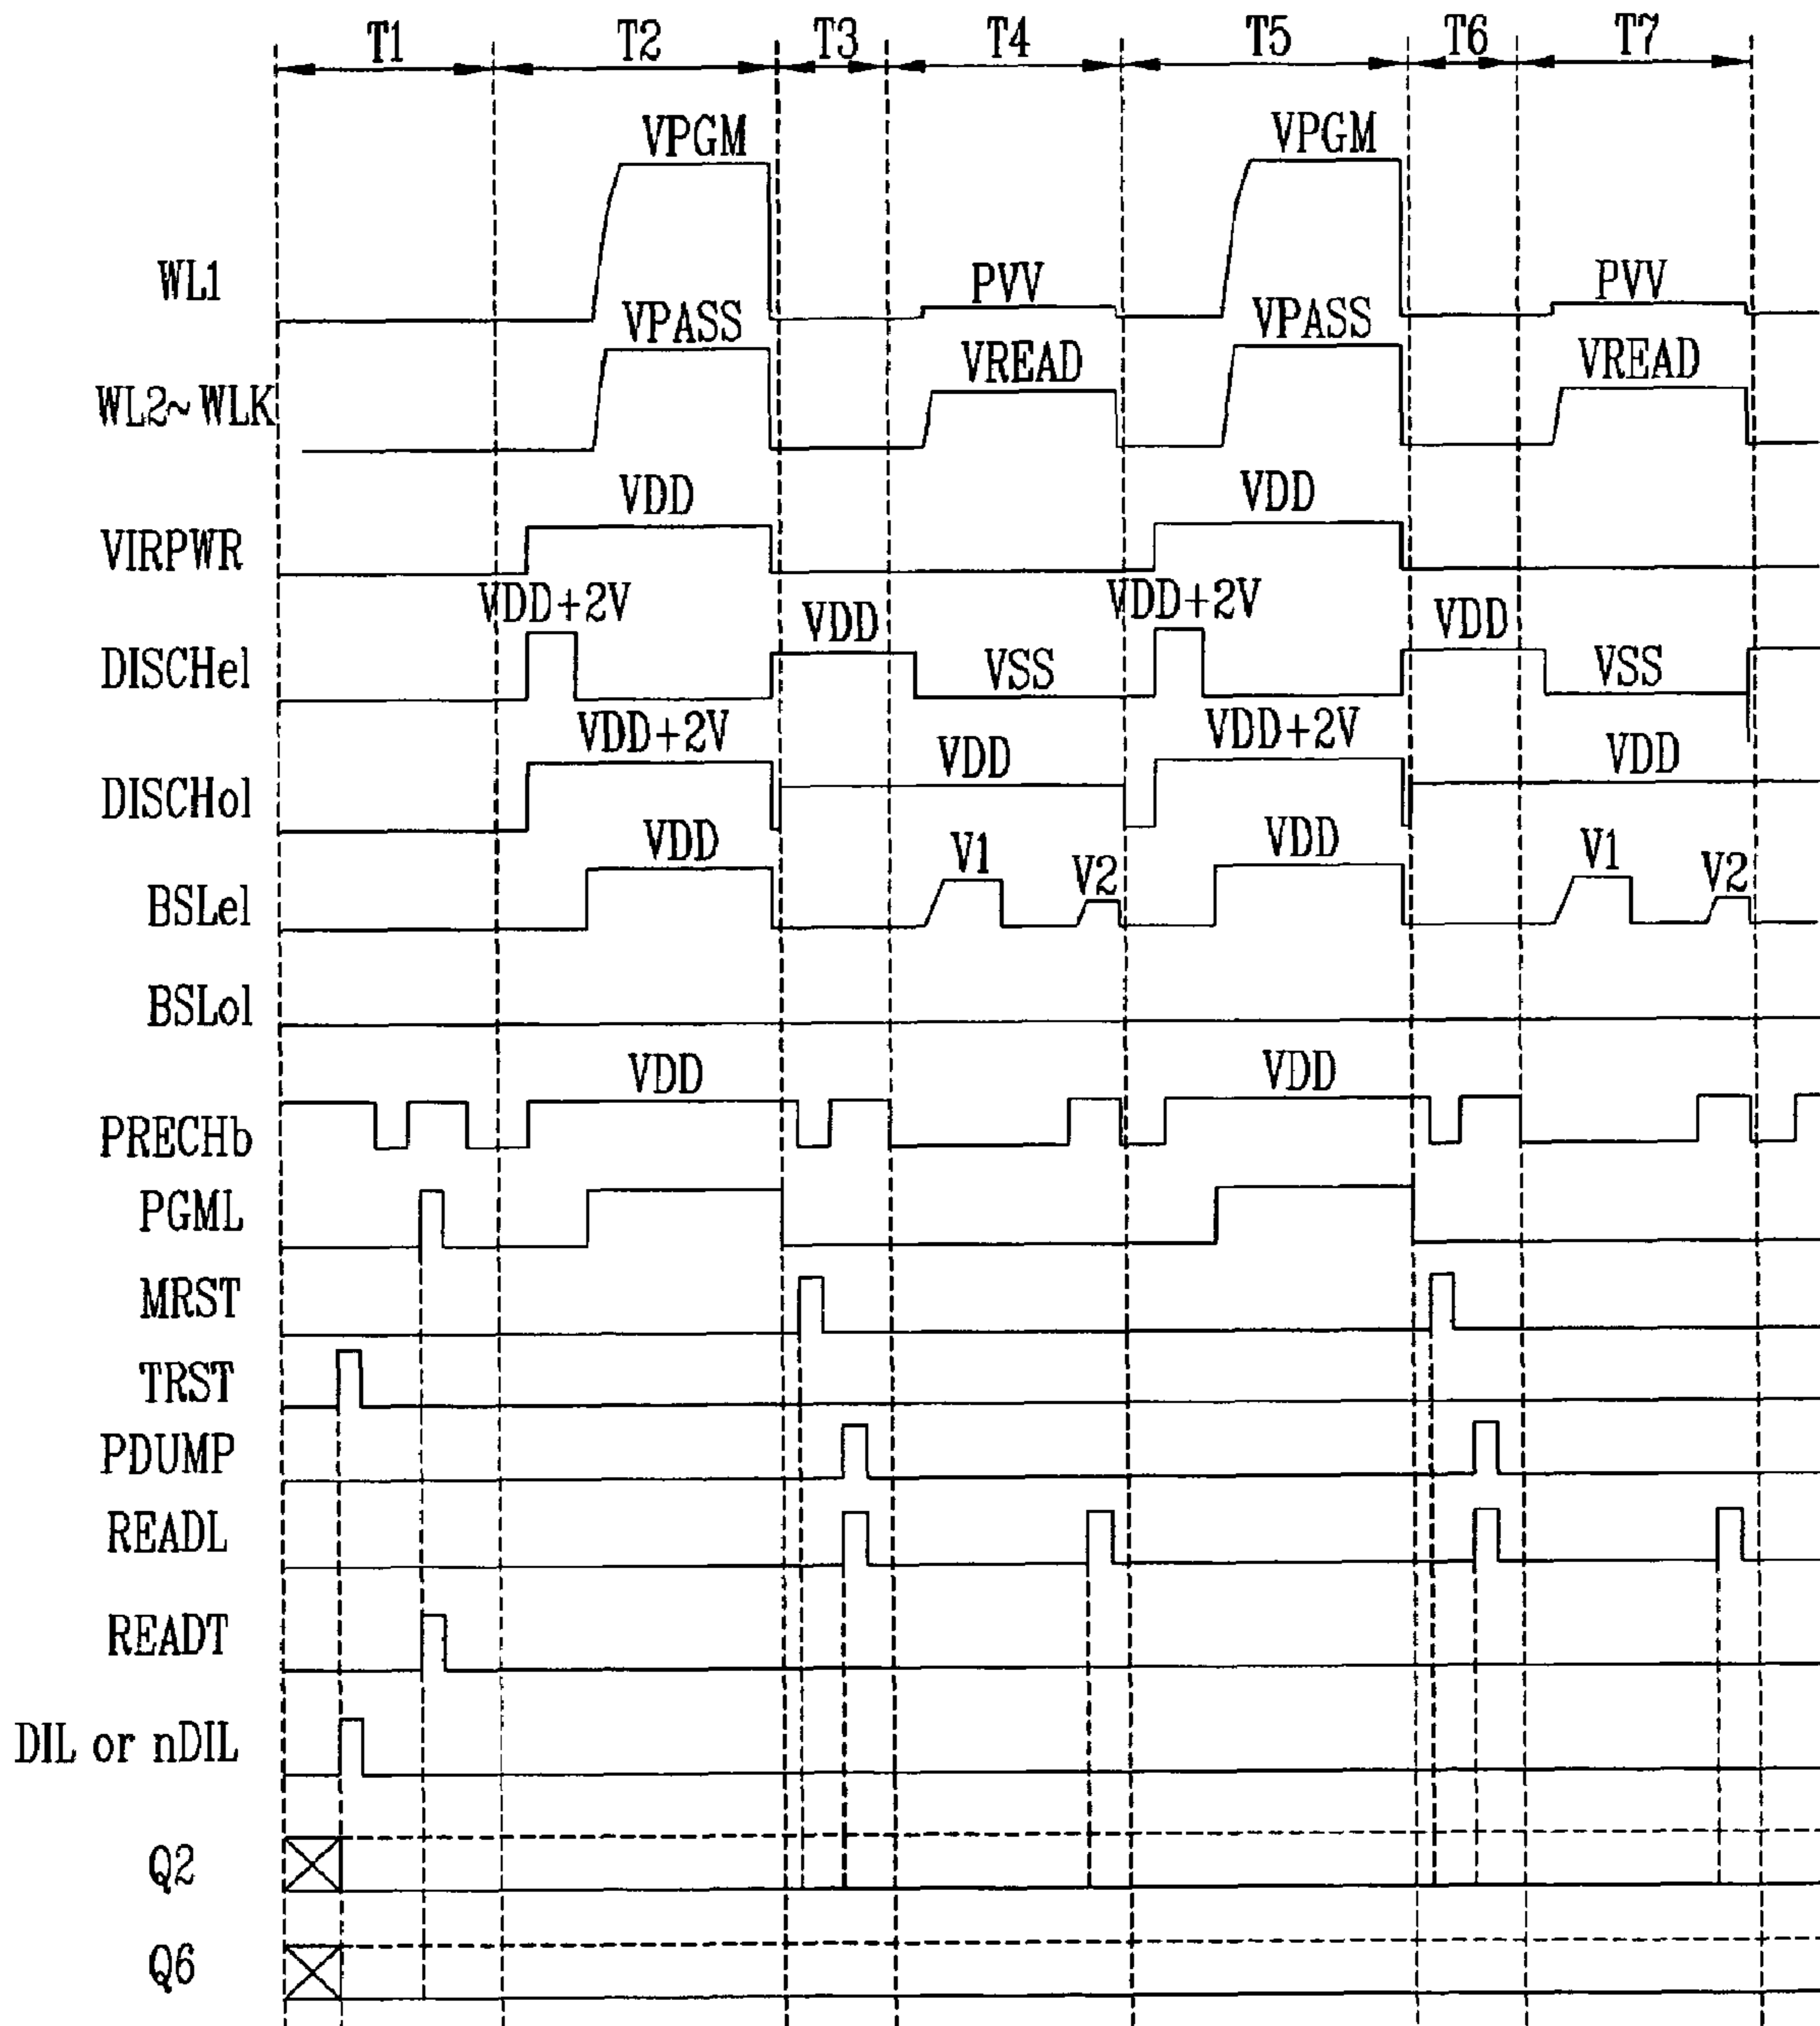 T1 T2 T3 T4 T5 T6 T7
VPGM VPGM
WL1 PVV PVV
VPASS VPASS
WL2~WLK VREAD VREAD
VIRPWR VDD VDD
VDD+2V VDD VDD+2V VDD
DISCHel VSS VSS
VDD+2V VDD+2V
DISCHol VDD VDD
VDD V1 V2 VDD V1 V2
BSLel
BSLol
VDD VDD
PRECHb
PGML
MRST
TRST
PDUMP
READL
READT
DIL or nDIL
Q2
Q6